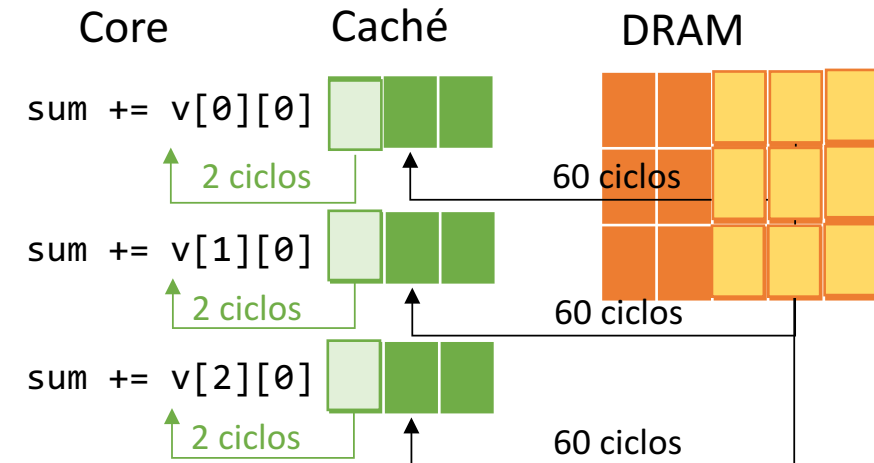 Core Caché DRAM
sum += v[0][0]
2 ciclos 60 ciclos
sum += v[1][0]
2 ciclos 60 ciclos
sum += v[2][0]
2 ciclos 60 ciclos